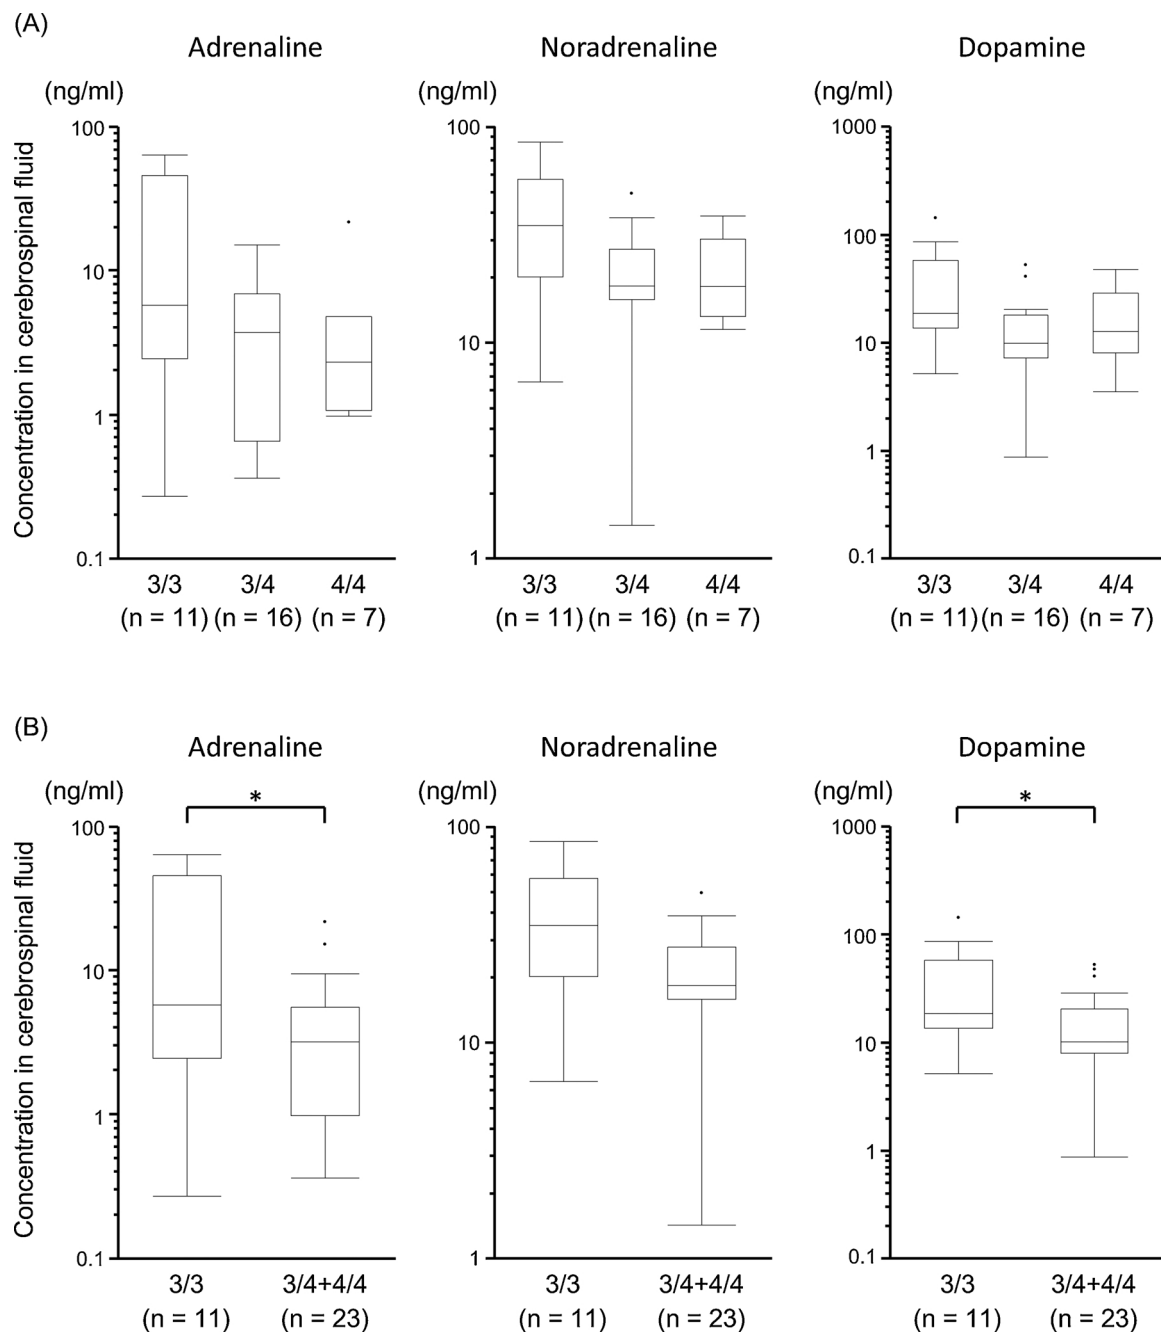 (A)
Adrenaline Noradrenaline Dopamine
(ng/ml) (ng/ml) (ng/ml)
Concentration in cerebrospinal fluid
100 100 1000
100
10
10 10
1
1
0.1 1 0.1
3/3 3/4 4/4 3/3 3/4 4/4 3/3 3/4 4/4
(n = 11) (n = 16) (n = 7) (n = 11) (n = 16) (n = 7) (n = 11) (n = 16) (n = 7)
(B)
Adrenaline Noradrenaline Dopamine
(ng/ml) (ng/ml) (ng/ml)
* *
Concentration in cerebrospinal fluid
100 100 1000
100
10
10 10
1
1
0.1 1 0.1
3/3 3/4+4/4 3/3 3/4+4/4 3/3 3/4+4/4
(n = 11) (n = 23) (n = 11) (n = 23) (n = 11) (n = 23)